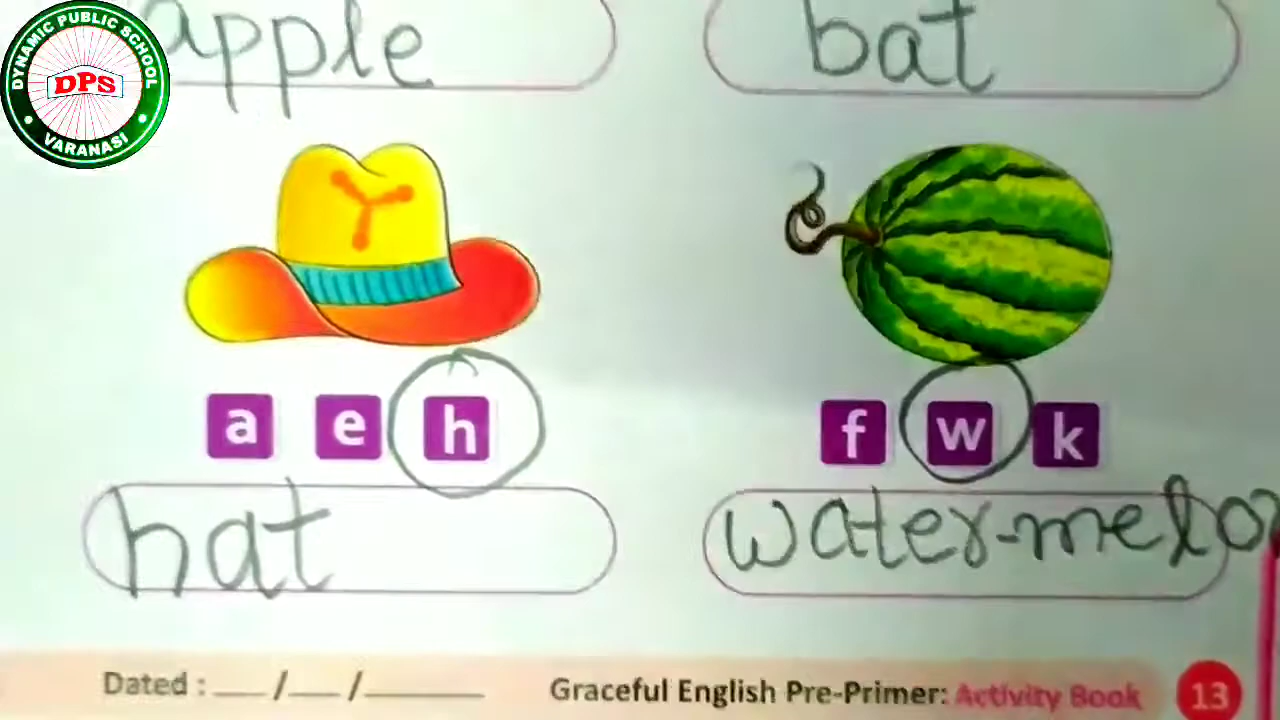 DYNAMIC PUBLIC SCHOOL
DPS
VARANASI
apple
bat
a e h
f w k
hat
water-melo
Dated : ___/___/______
Graceful English Pre-Primer: Activity Book 13